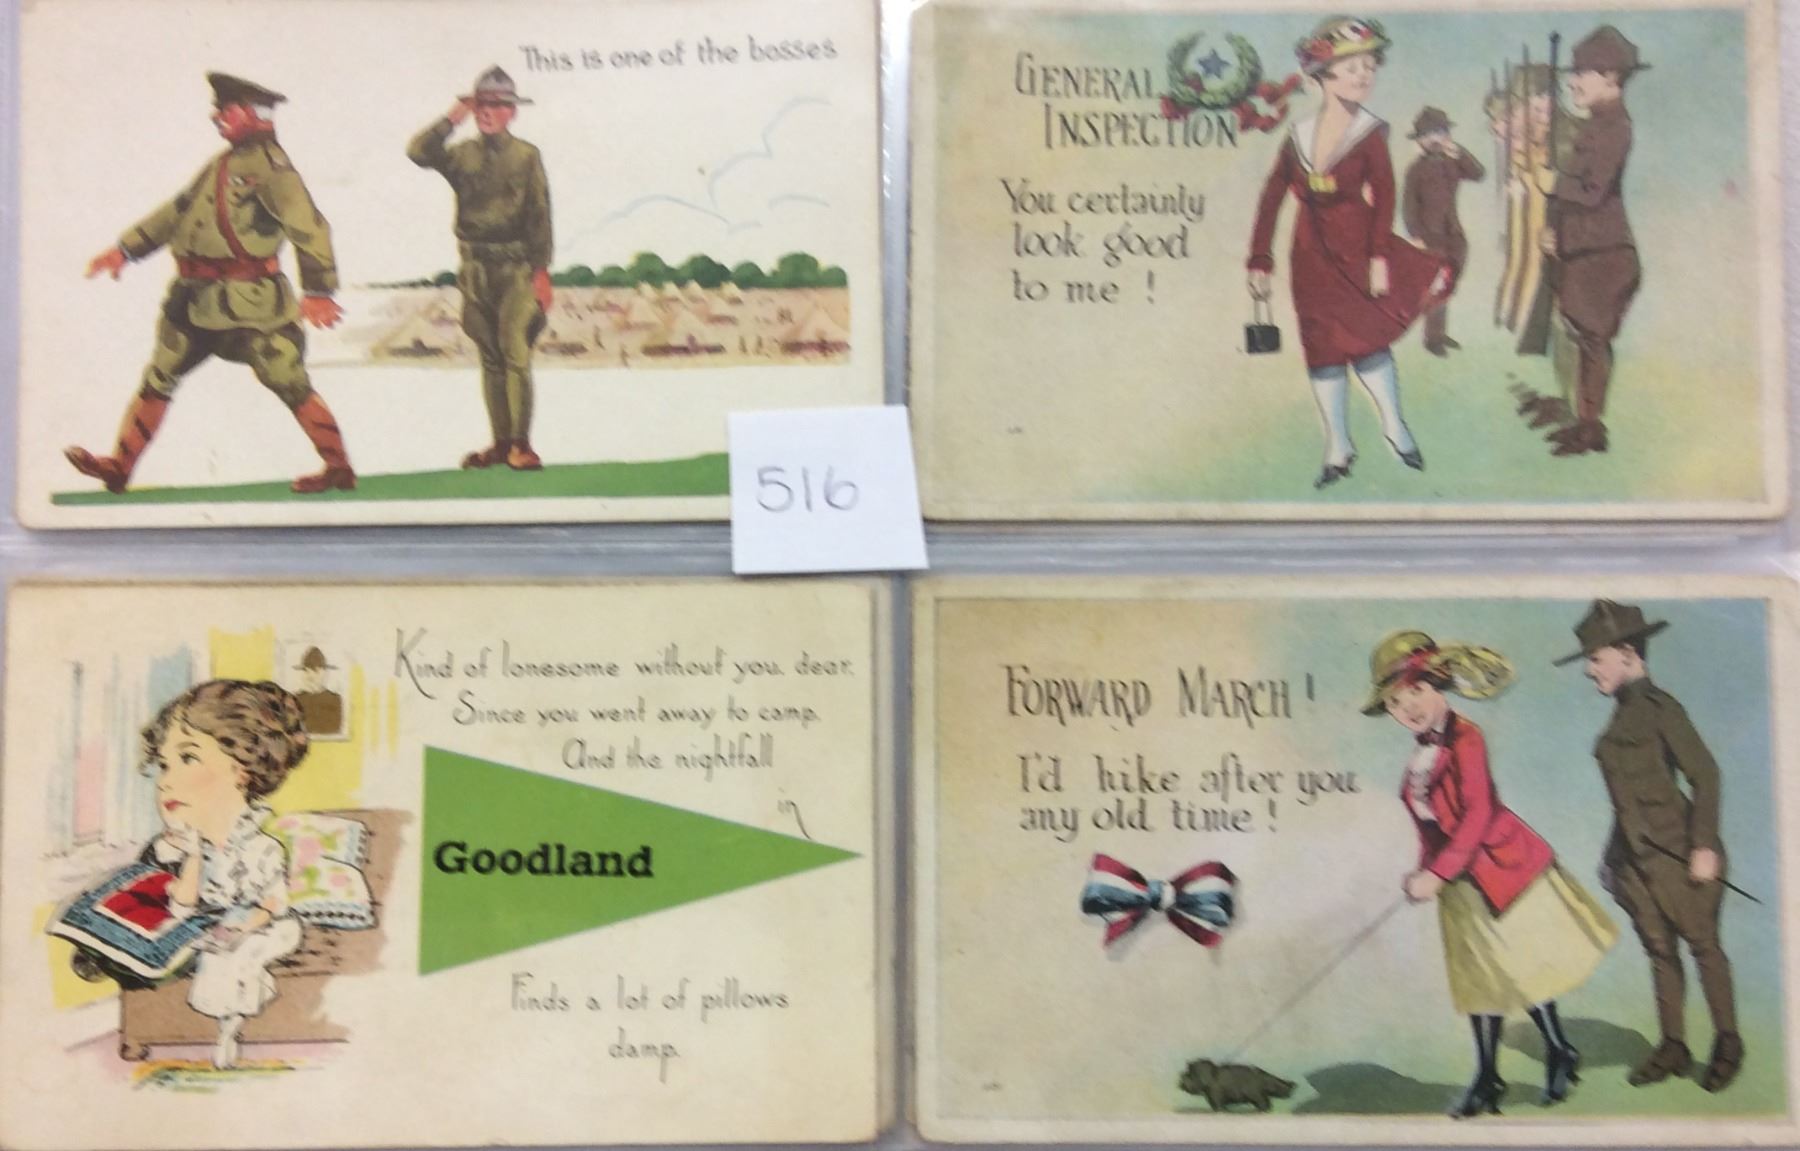 This is one of the bosses
GENERAL
INSPECTION
You certainly
look good
to me !
516
Kind of lonesome without you, dear,
Since you went away to camp.
And the nightfall
in
Goodland
Finds a lot of pillows
damp.
FORWARD MARCH !
I'd hike after you
any old time !